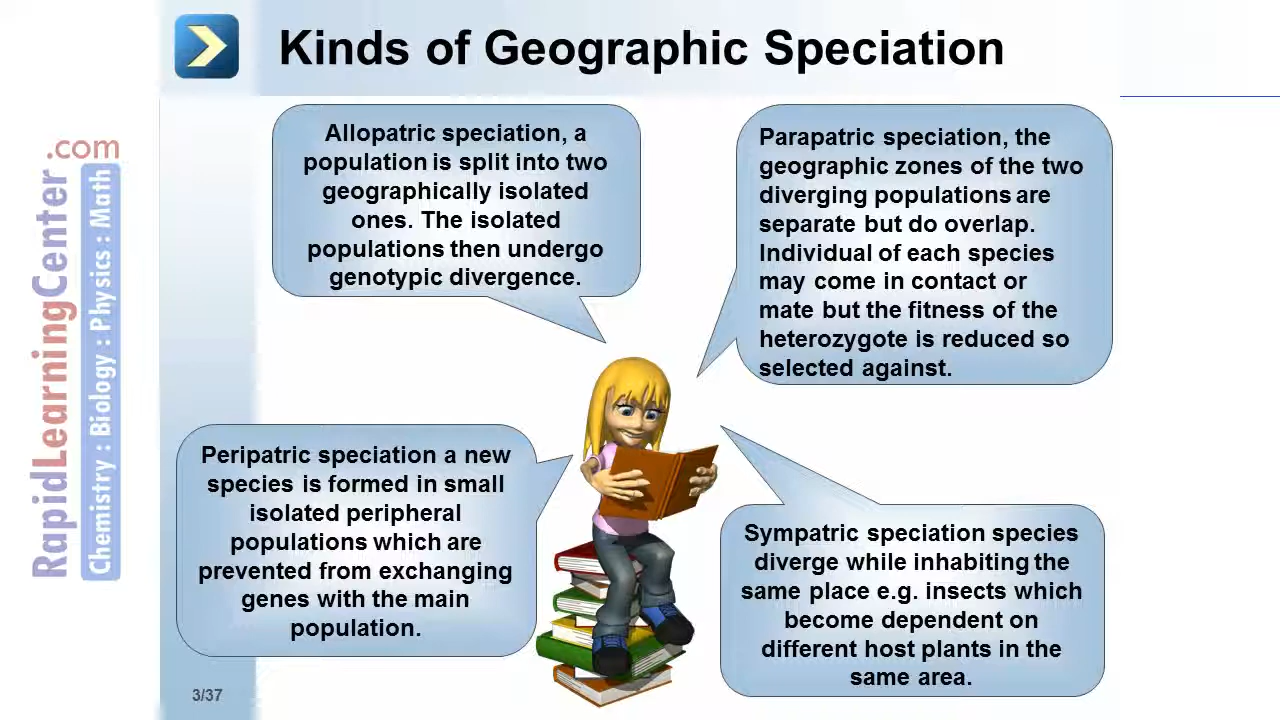 Kinds of Geographic Speciation
Allopatric speciation, a
population is split into two
geographically isolated
ones. The isolated
populations then undergo
genotypic divergence.
Parapatric speciation, the
geographic zones of the two
diverging populations are
separate but do overlap.
Individual of each species
may come in contact or
mate but the fitness of the
heterozygote is reduced so
selected against.
Peripatric speciation a new
species is formed in small
isolated peripheral
populations which are
prevented from exchanging
genes with the main
population.
Sympatric speciation species
diverge while inhabiting the
same place e.g. insects which
become dependent on
different host plants in the
same area.
RapidLearningCenter.com
Chemistry : Biology : Physics : Math
3/37